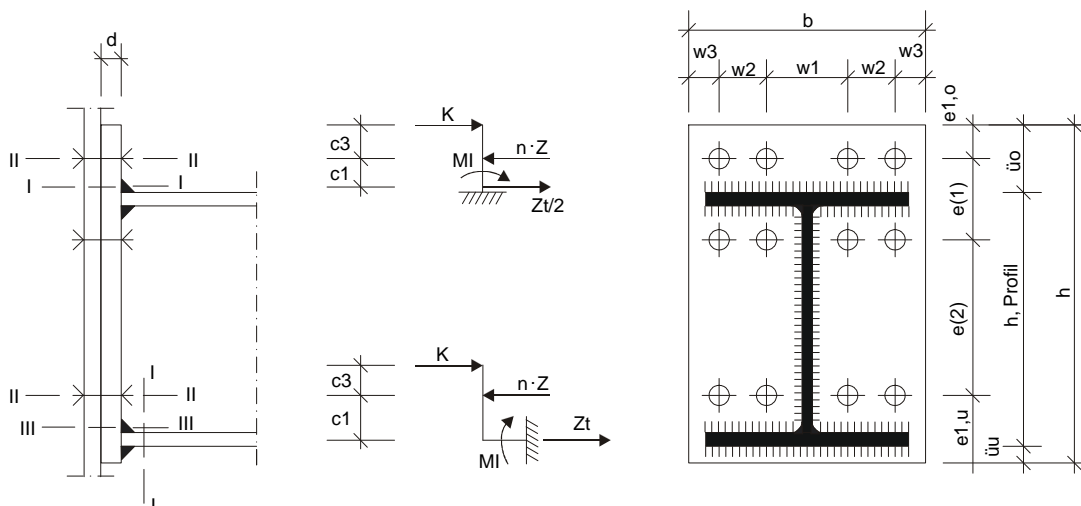 d
II
II
I
I
II
II
III
III
I
I
K
c3
c1
MI
n·Z
Zt/2
K
c3
c1
n·Z
Zt
MI
b
w3
w2
w1
w2
w3
e1,o
e(1)
e(2)
e1,u
üo
h, Profil
üu
h